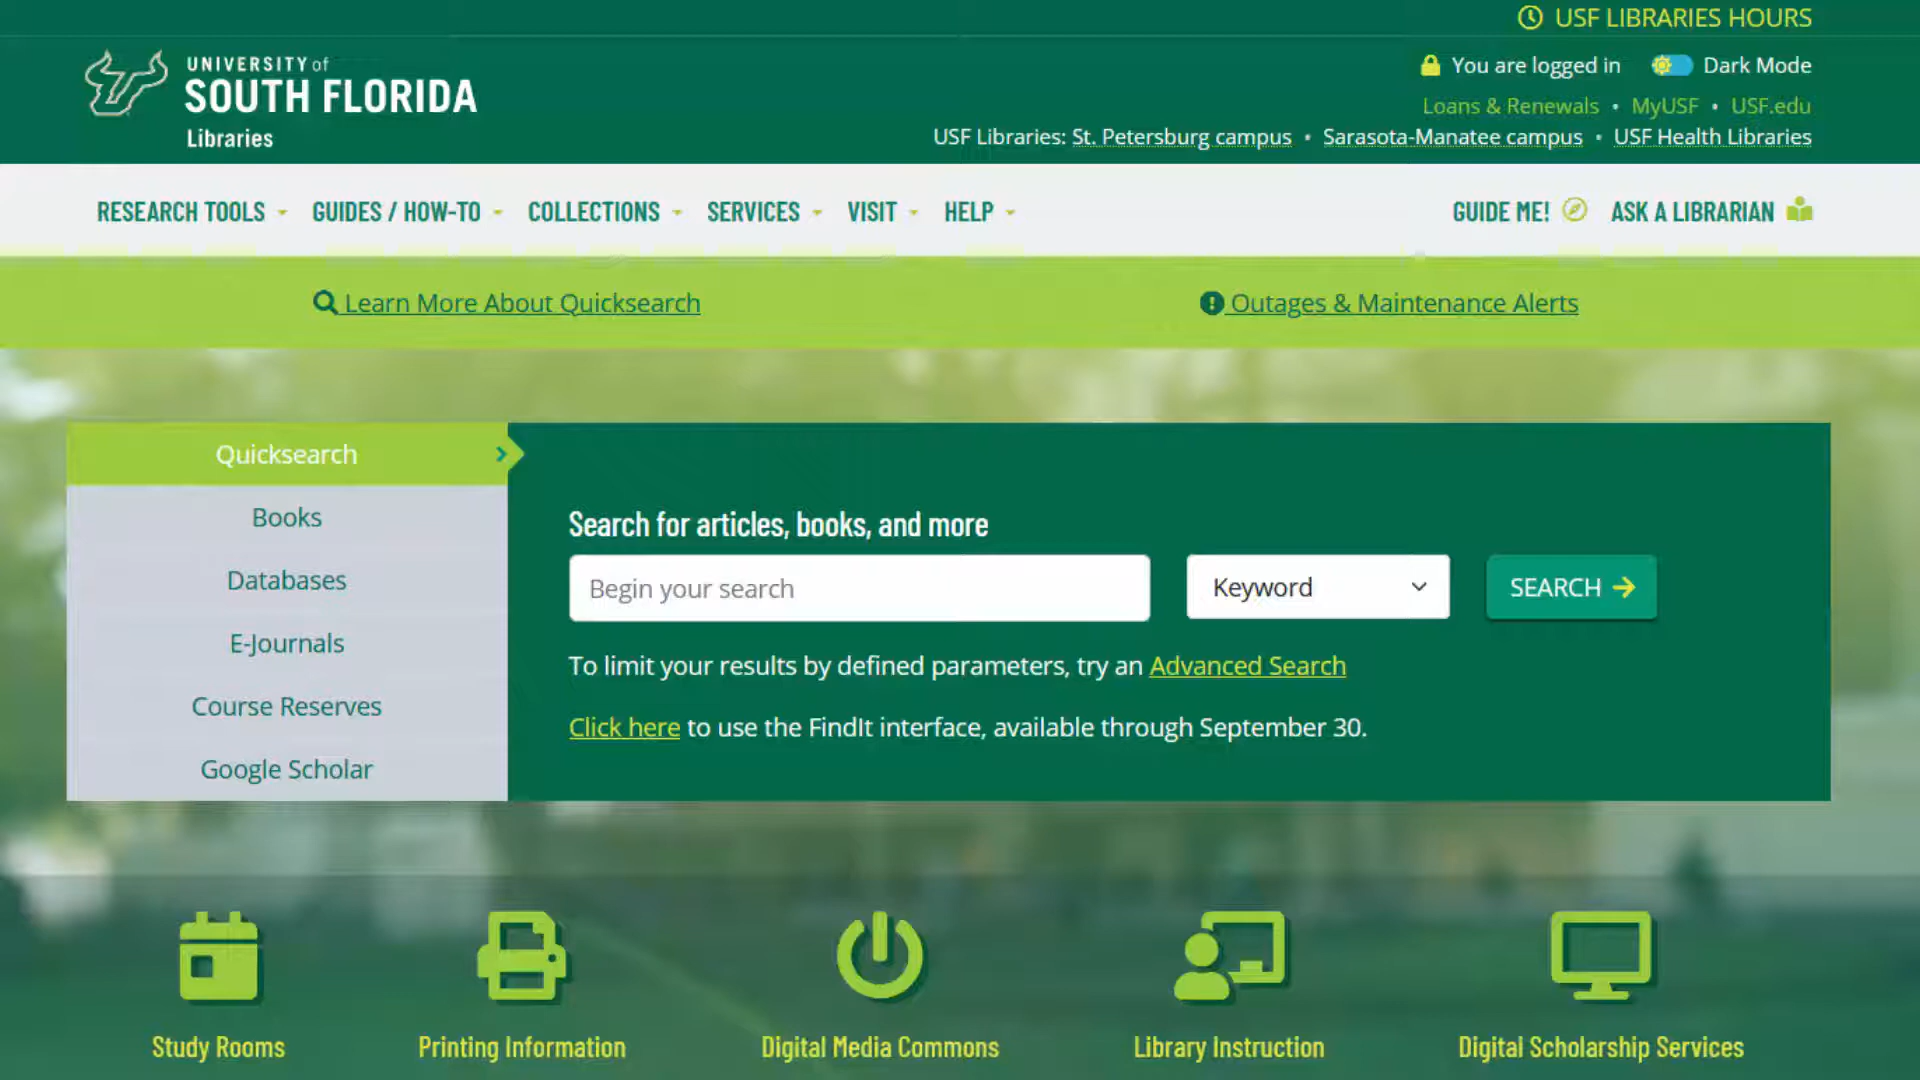 USF LIBRARIES HOURS
UNIVERSITY of
SOUTH FLORIDA
Libraries
You are logged in
Dark Mode
Loans & Renewals • MyUSF • USF.edu
USF Libraries: St. Petersburg campus • Sarasota-Manatee campus • USF Health Libraries
RESEARCH TOOLS GUIDES / HOW-TO COLLECTIONS SERVICES VISIT HELP GUIDE ME! ASK A LIBRARIAN
Learn More About Quicksearch
Outages & Maintenance Alerts
Quicksearch
Books
Databases
E-Journals
Course Reserves
Google Scholar
Search for articles, books, and more
Begin your search
Keyword
SEARCH
To limit your results by defined parameters, try an Advanced Search
Click here to use the FindIt interface, available through September 30.
Study Rooms
Printing Information
Digital Media Commons
Library Instruction
Digital Scholarship Services